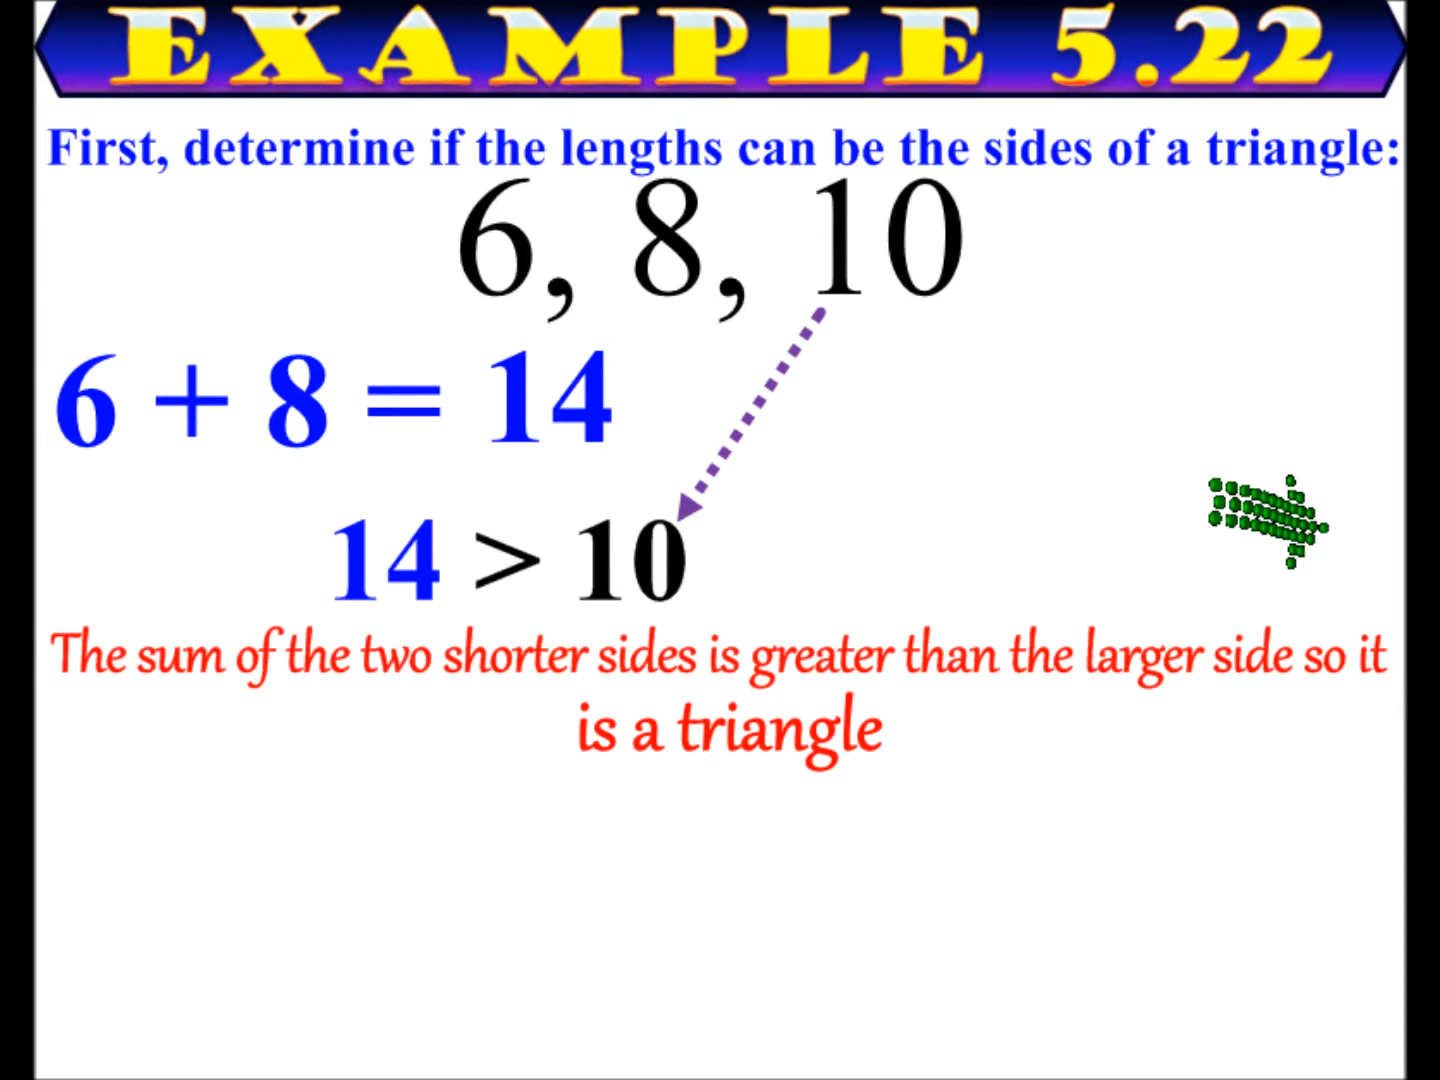 EXAMPLE 5.22
First, determine if the lengths can be the sides of a triangle:
6, 8, 10
6 + 8 = 14
14 > 10
The sum of the two shorter sides is greater than the larger side so it
is a triangle